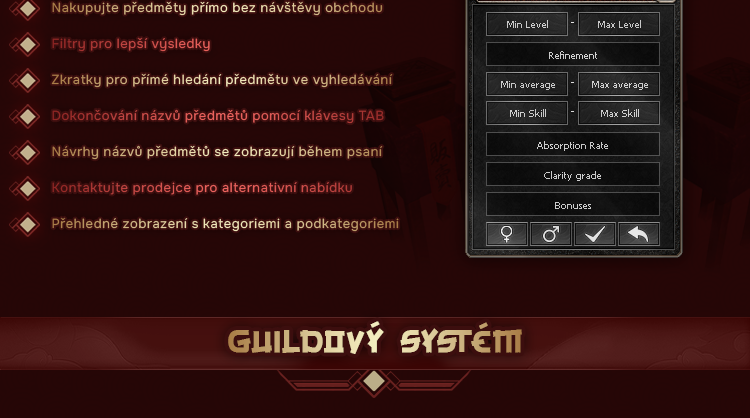 Nakupujte předměty přímo bez návštěvy obchodu
Filtry pro lepší výsledky
Zkratky pro přímé hledání předmětu ve vyhledávání
Dokončování názvů předmětů pomocí klávesy TAB
Návrhy názvů předmětů se zobrazují během psaní
Kontaktujte prodejce pro alternativní nabídku
Přehledné zobrazení s kategoriemi a podkategoriemi
Min Level - Max Level
Refinement
Min average - Max average
Min Skill - Max Skill
Absorption Rate
Clarity grade
Bonuses
GUILDOVÝ SYSTÉM